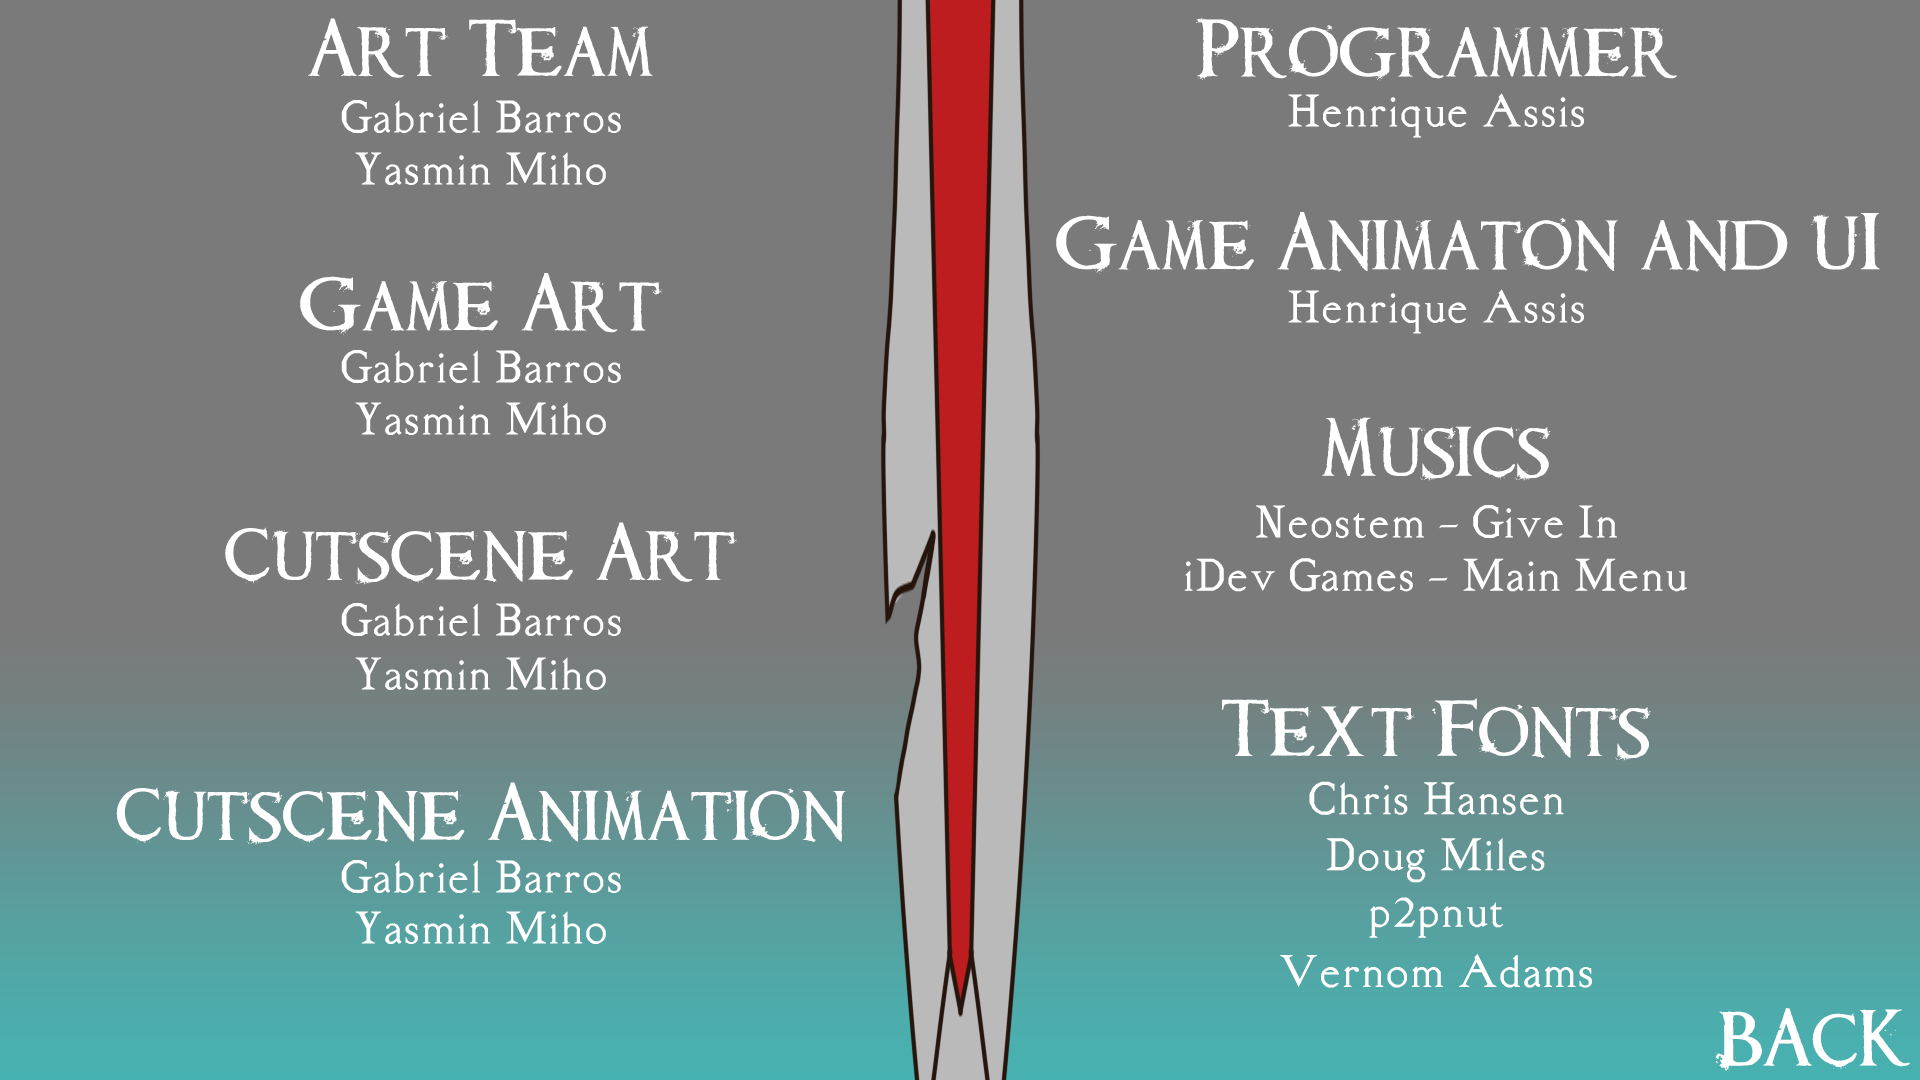 Art Team
Gabriel Barros
Yasmin Miho
Game Art
Gabriel Barros
Yasmin Miho
Cutscene Art
Gabriel Barros
Yasmin Miho
Cutscene Animation
Gabriel Barros
Yasmin Miho
Programmer
Henrique Assis
Game Animaton and UI
Henrique Assis
Musics
Neostem – Give In
iDev Games – Main Menu
Text Fonts
Chris Hansen
Doug Miles
p2pnut
Vernom Adams
BACK